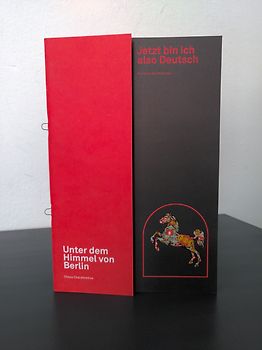 Unter dem
Himmel von
Berlin
Jetzt bin ich
also Deutsch